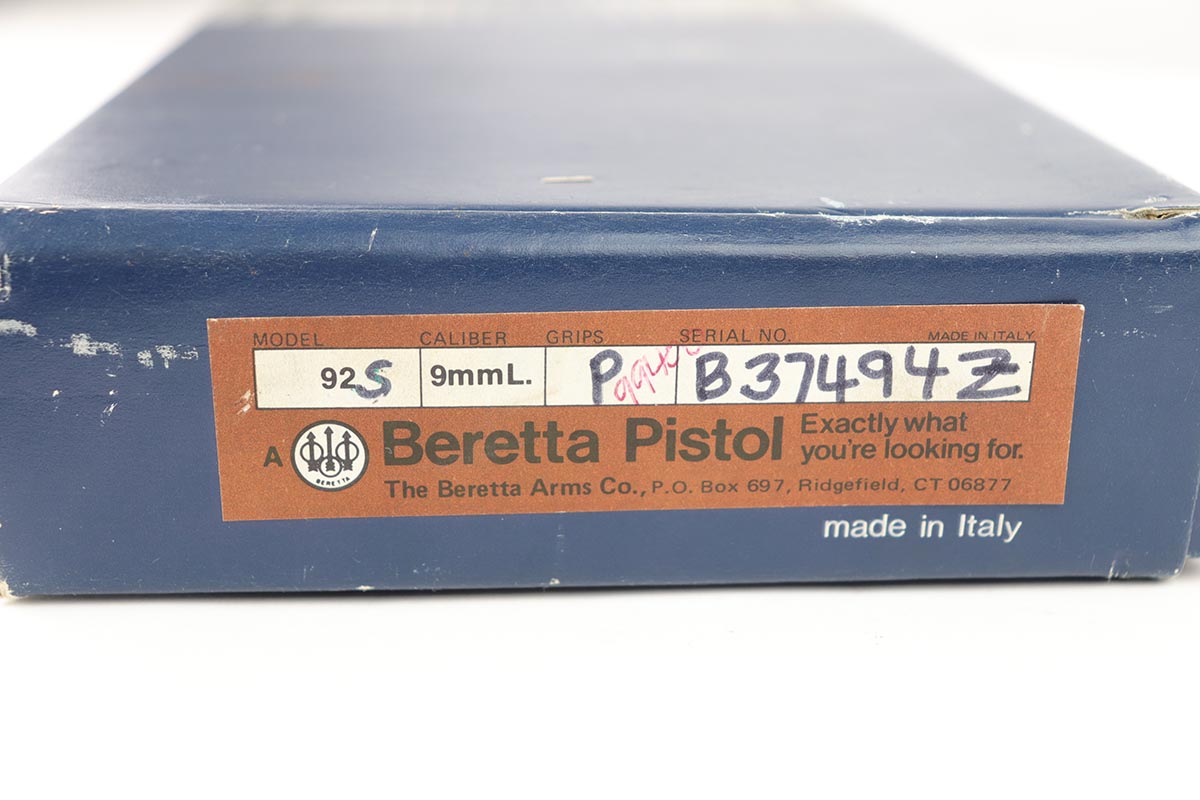 MODEL CALIBER GRIPS SERIAL NO. MADE IN ITALY
92S 9mmL. P B37494Z
A BERETTA Beretta Pistol Exactly what
you're looking for.
The Beretta Arms Co., P.O. Box 697, Ridgefield, CT 06877
made in Italy